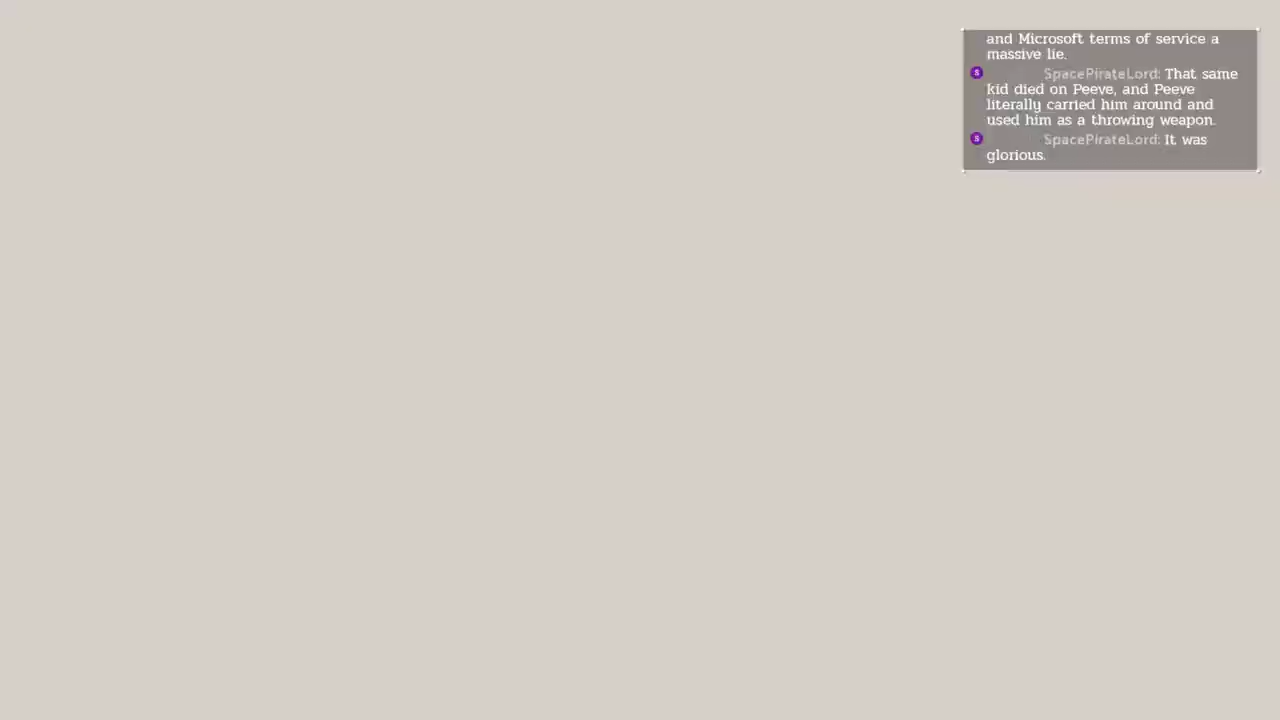 and Microsoft terms of service a
massive lie.
S SpacePirateLord: That same
kid died on Peeve, and Peeve
literally carried him around and
used him as a throwing weapon.
S SpacePirateLord: It was
glorious.